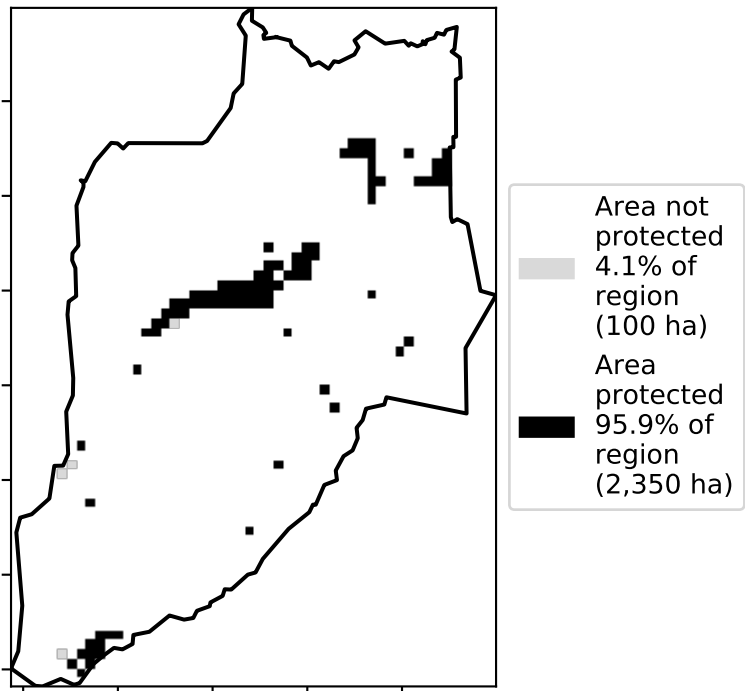 Area not
protected
4.1% of
region
(100 ha)
Area
protected
95.9% of
region
(2,350 ha)